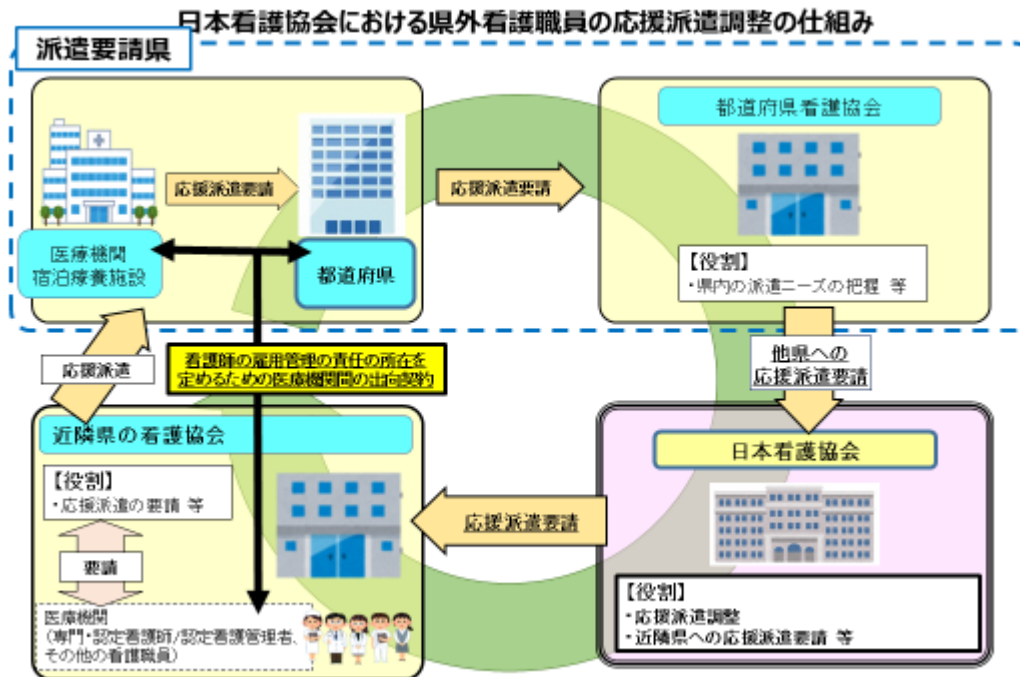 日本看護協会における県外看護職員の応援派遣調整の仕組み
派遣要請県
応援派遣要請
医療機関
宿泊療養施設
都道府県
応援派遣要請
都道府県看護協会
【役割】
・県内の派遣ニーズの把握 等
他県への
応援派遣要請
日本看護協会
【役割】
・応援派遣調整
・近隣県への応援派遣要請 等
応援派遣要請
近隣県の看護協会
【役割】
・応援派遣の要請 等
要請
医療機関
(専門・認定看護師/認定看護管理者、
その他の看護職員)
応援派遣
看護師の雇用管理の責任の所在を
定めるための医療機関間の出向契約